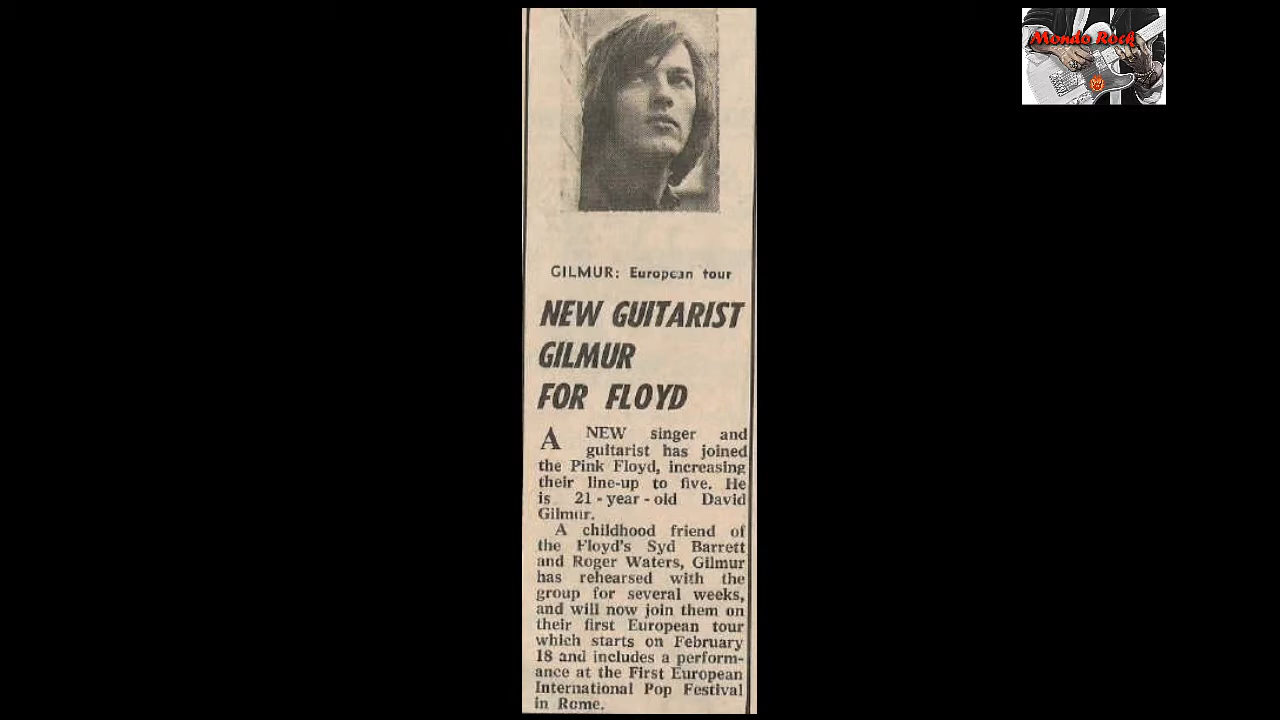 Mondo Rock
GILMUR: European tour
NEW GUITARIST
GILMUR
FOR FLOYD
A NEW singer and
guitarist has joined
the Pink Floyd, increasing
their line-up to five. He
is 21-year-old David
Gilmur.
A childhood friend of
the Floyd's Syd Barrett
and Roger Waters, Gilmur
has rehearsed with the
group for several weeks,
and will now join them on
their first European tour
which starts on February
18 and includes a perform-
ance at the First European
International Pop Festival
in Rome.